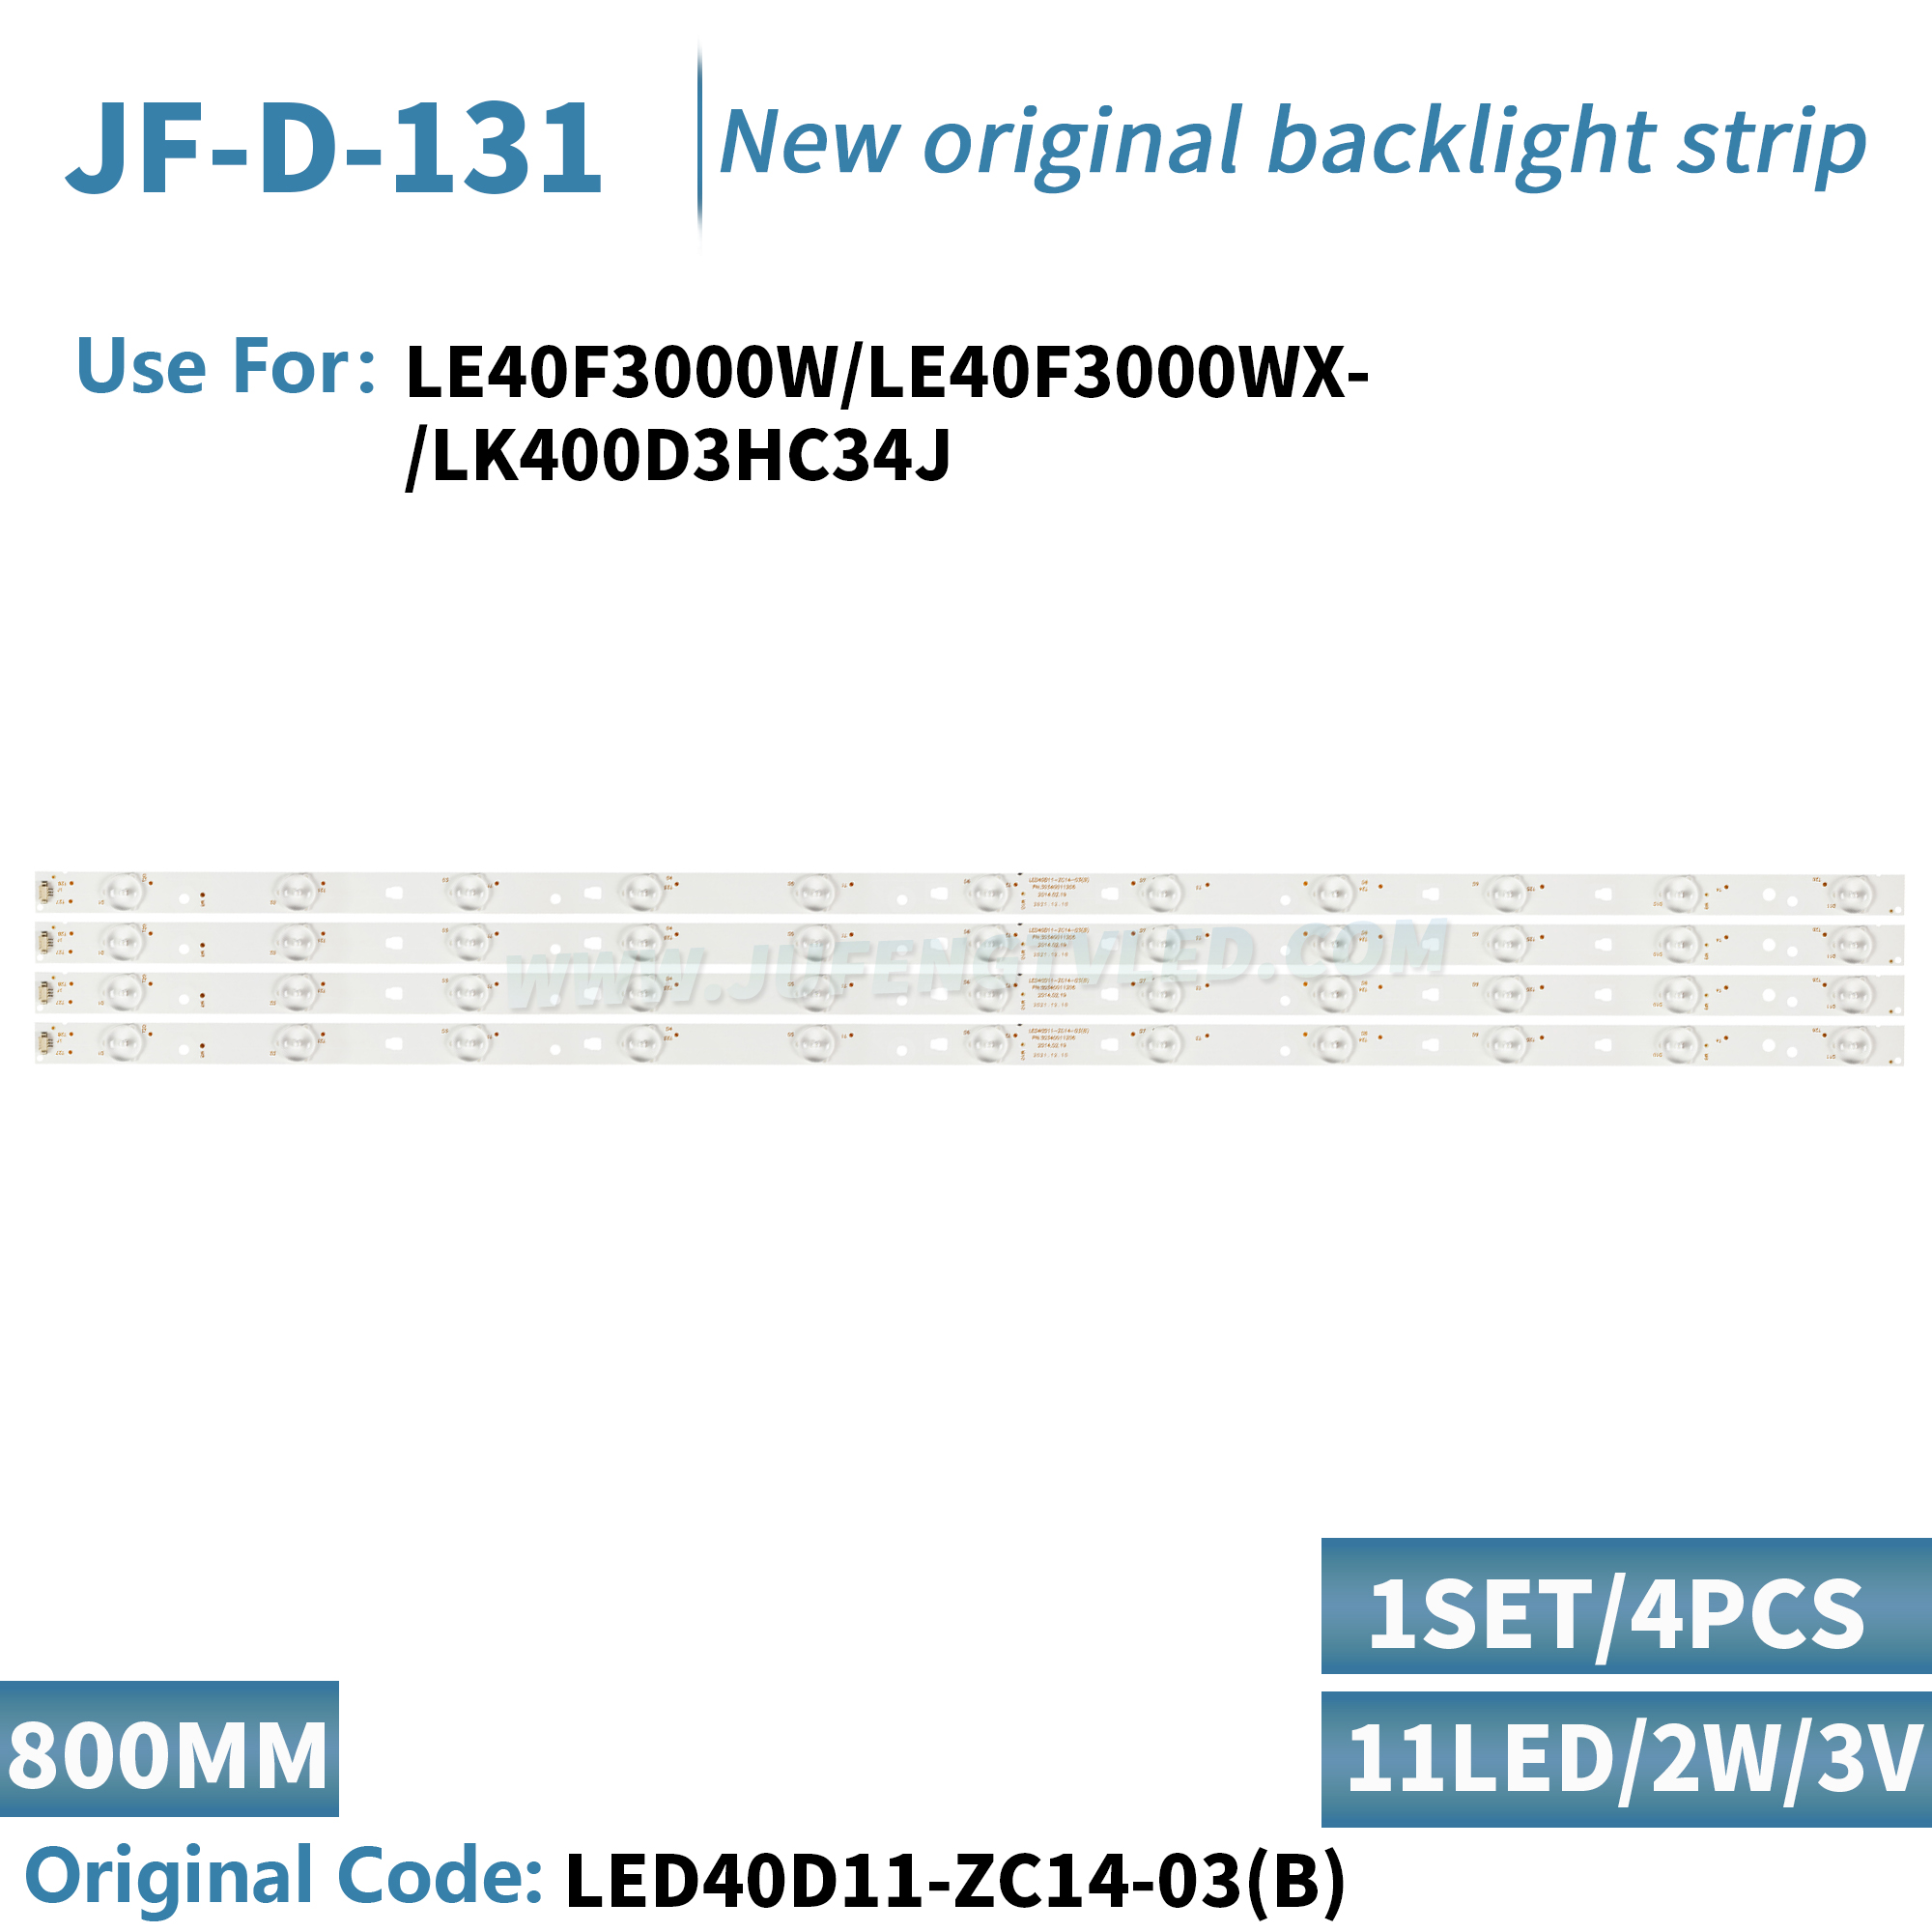 JF-D-131
New original backlight strip
Use For: LE40F3000W/LE40F3000WX-
/LK400D3HC34J
WWW.JUFENGTVLED.COM
1SET/4PCS
800MM
11LED/2W/3V
Original Code: LED40D11-ZC14-03(B)